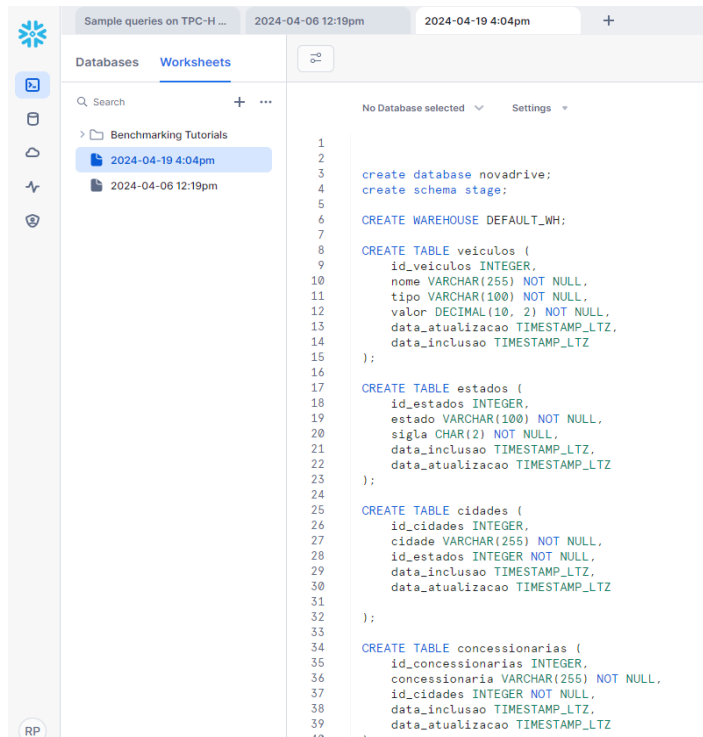 Sample queries on TPC-H ...
2024-04-06 12:19pm
2024-04-19 4:04pm
+
Databases
Worksheets
Search
+ ...
Benchmarking Tutorials
2024-04-19 4:04pm
2024-04-06 12:19pm
RP
No Database selected
Settings
1
2
3 create database novadrive;
4 create schema stage;
5
6 CREATE WAREHOUSE DEFAULT_WH;
7
8 CREATE TABLE veiculos (
9 id_veiculos INTEGER,
10 nome VARCHAR(255) NOT NULL,
11 tipo VARCHAR(100) NOT NULL,
12 valor DECIMAL(10, 2) NOT NULL,
13 data_atualizacao TIMESTAMP_LTZ,
14 data_inclusao TIMESTAMP_LTZ
15 );
16
17 CREATE TABLE estados (
18 id_estados INTEGER,
19 estado VARCHAR(100) NOT NULL,
20 sigla CHAR(2) NOT NULL,
21 data_inclusao TIMESTAMP_LTZ,
22 data_atualizacao TIMESTAMP_LTZ
23 );
24
25 CREATE TABLE cidades (
26 id_cidades INTEGER,
27 cidade VARCHAR(255) NOT NULL,
28 id_estados INTEGER NOT NULL,
29 data_inclusao TIMESTAMP_LTZ,
30 data_atualizacao TIMESTAMP_LTZ
31
32 );
33
34 CREATE TABLE concessionarias (
35 id_concessionarias INTEGER,
36 concessionaria VARCHAR(255) NOT NULL,
37 id_cidades INTEGER NOT NULL,
38 data_inclusao TIMESTAMP_LTZ,
39 data_atualizacao TIMESTAMP_LTZ